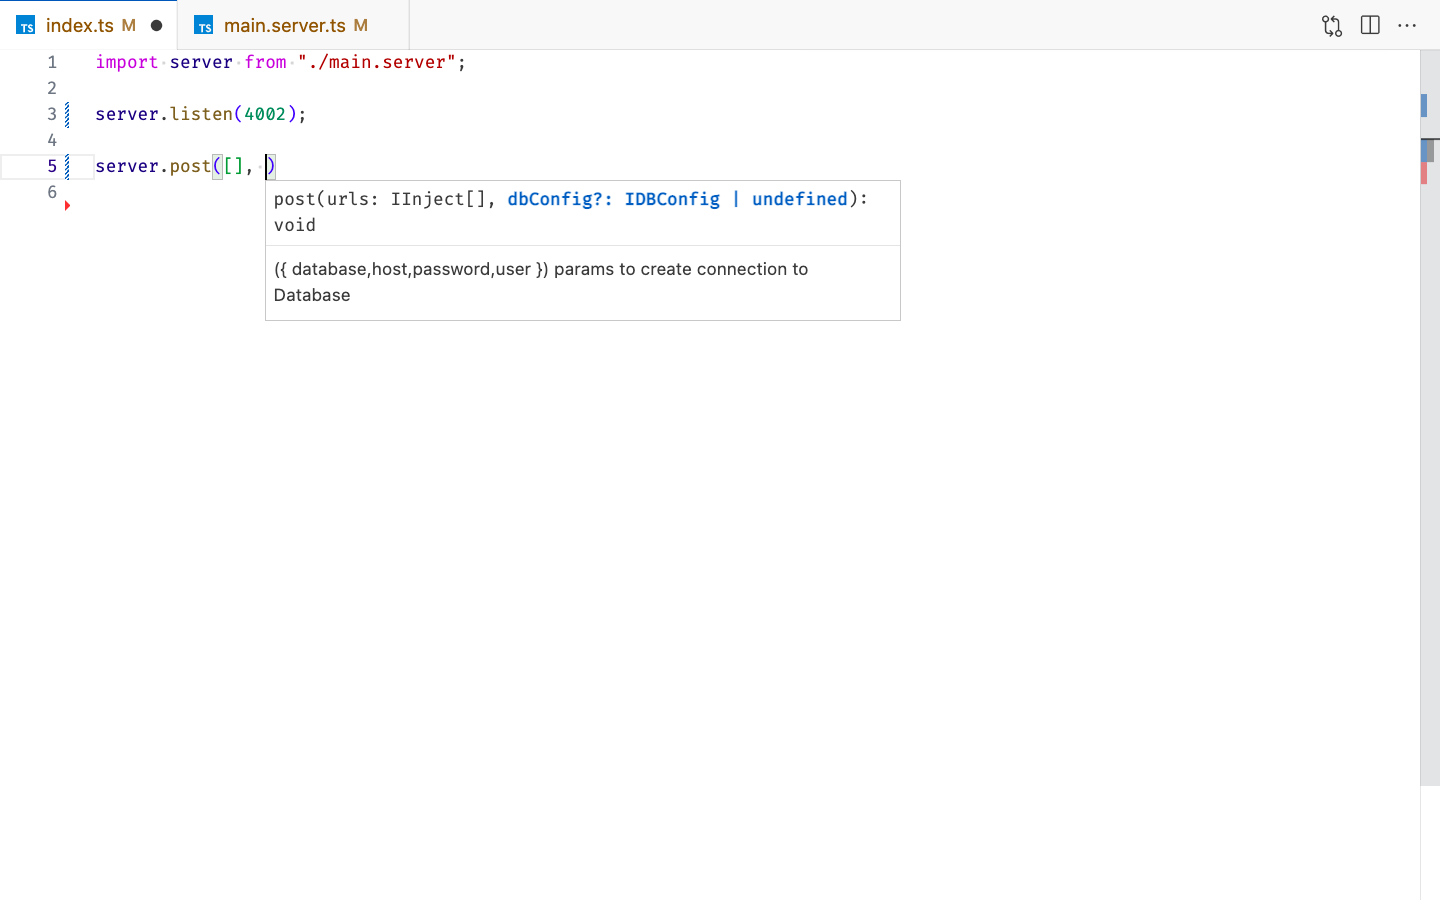 TS index.ts M ● TS main.server.ts M
1 import server from "./main.server";
2
3 server.listen(4002);
4
5 server.post([], )
6
post(urls: IInject[], dbConfig?: IDBConfig | undefined):
void
({ database,host,password,user }) params to create connection to
Database